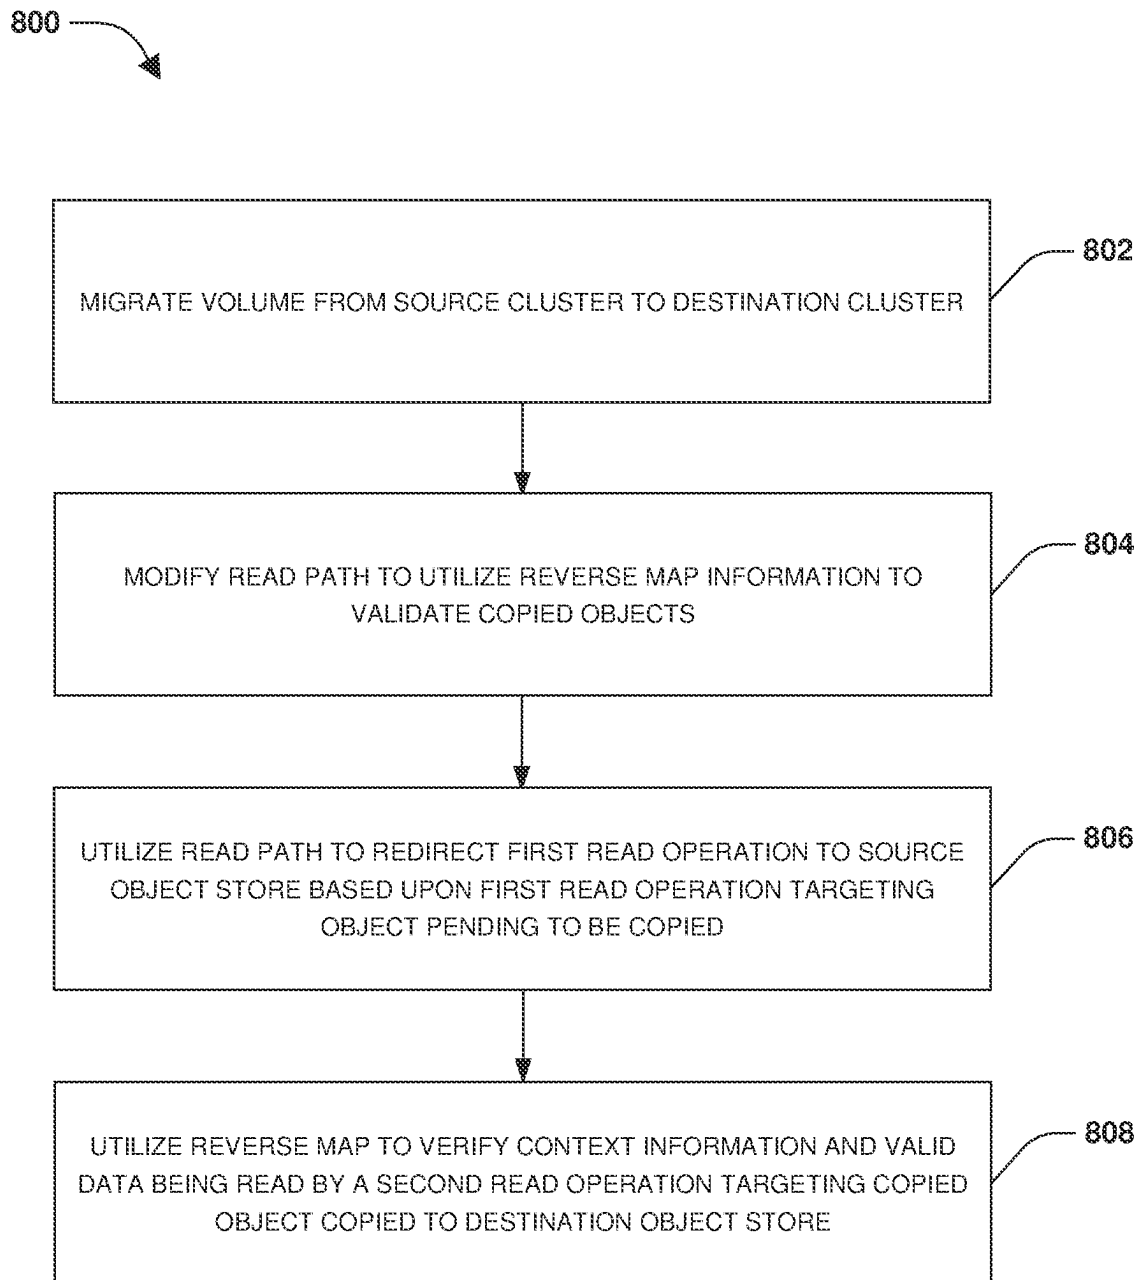 800
802
MIGRATE VOLUME FROM SOURCE CLUSTER TO DESTINATION CLUSTER
804
MODIFY READ PATH TO UTILIZE REVERSE MAP INFORMATION TO
VALIDATE COPIED OBJECTS
806
UTILIZE READ PATH TO REDIRECT FIRST READ OPERATION TO SOURCE
OBJECT STORE BASED UPON FIRST READ OPERATION TARGETING
OBJECT PENDING TO BE COPIED
808
UTILIZE REVERSE MAP TO VERIFY CONTEXT INFORMATION AND VALID
DATA BEING READ BY A SECOND READ OPERATION TARGETING COPIED
OBJECT COPIED TO DESTINATION OBJECT STORE